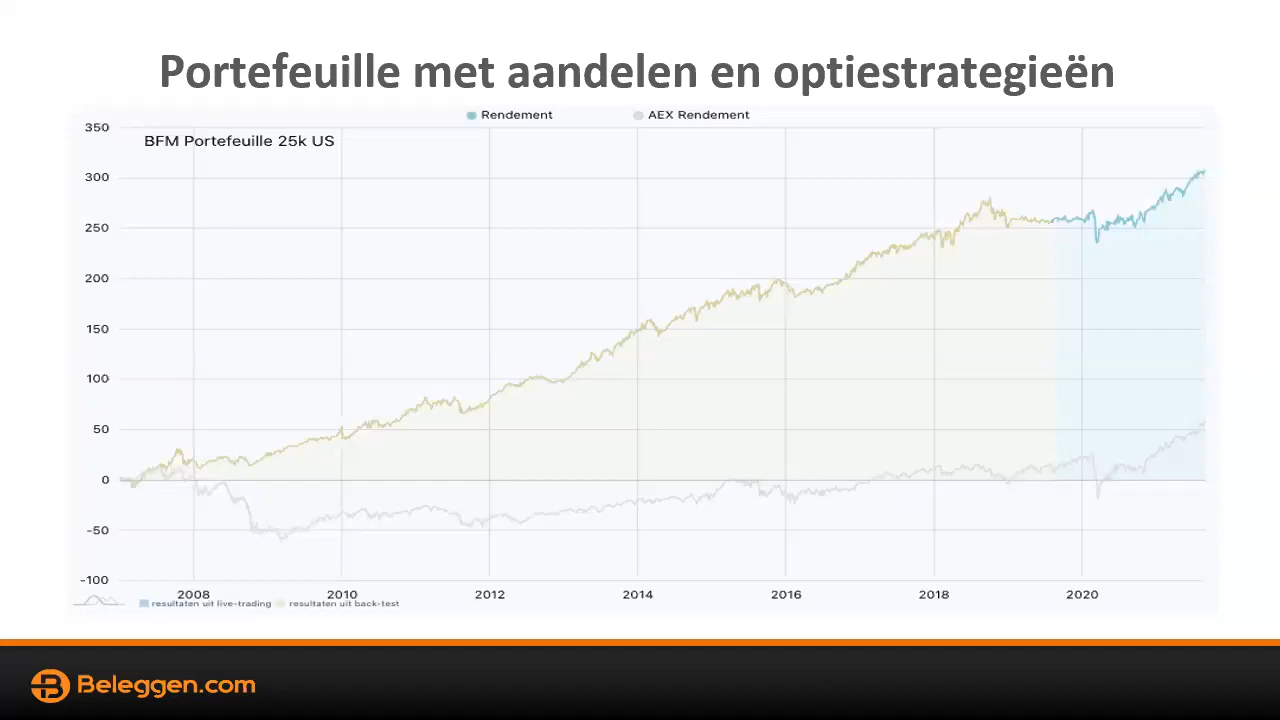 Portefeuille met aandelen en optiestrategieën
Rendement AEX Rendement
350
BFM Portefeuille 25k US
300
250
200
150
100
50
0
-50
-100
2008 2010 2012 2014 2016 2018 2020
resultaten uit live-trading resultaten uit back-test
Beleggen.com